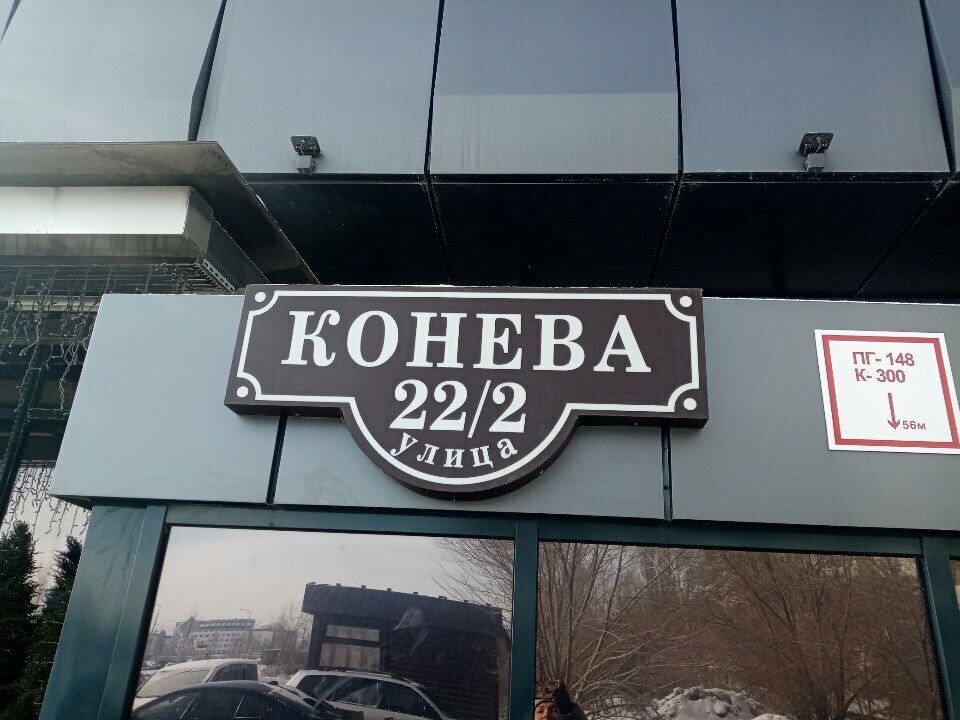 КОНЕВА
22/2
улица
ПГ- 148
К- 300
56м